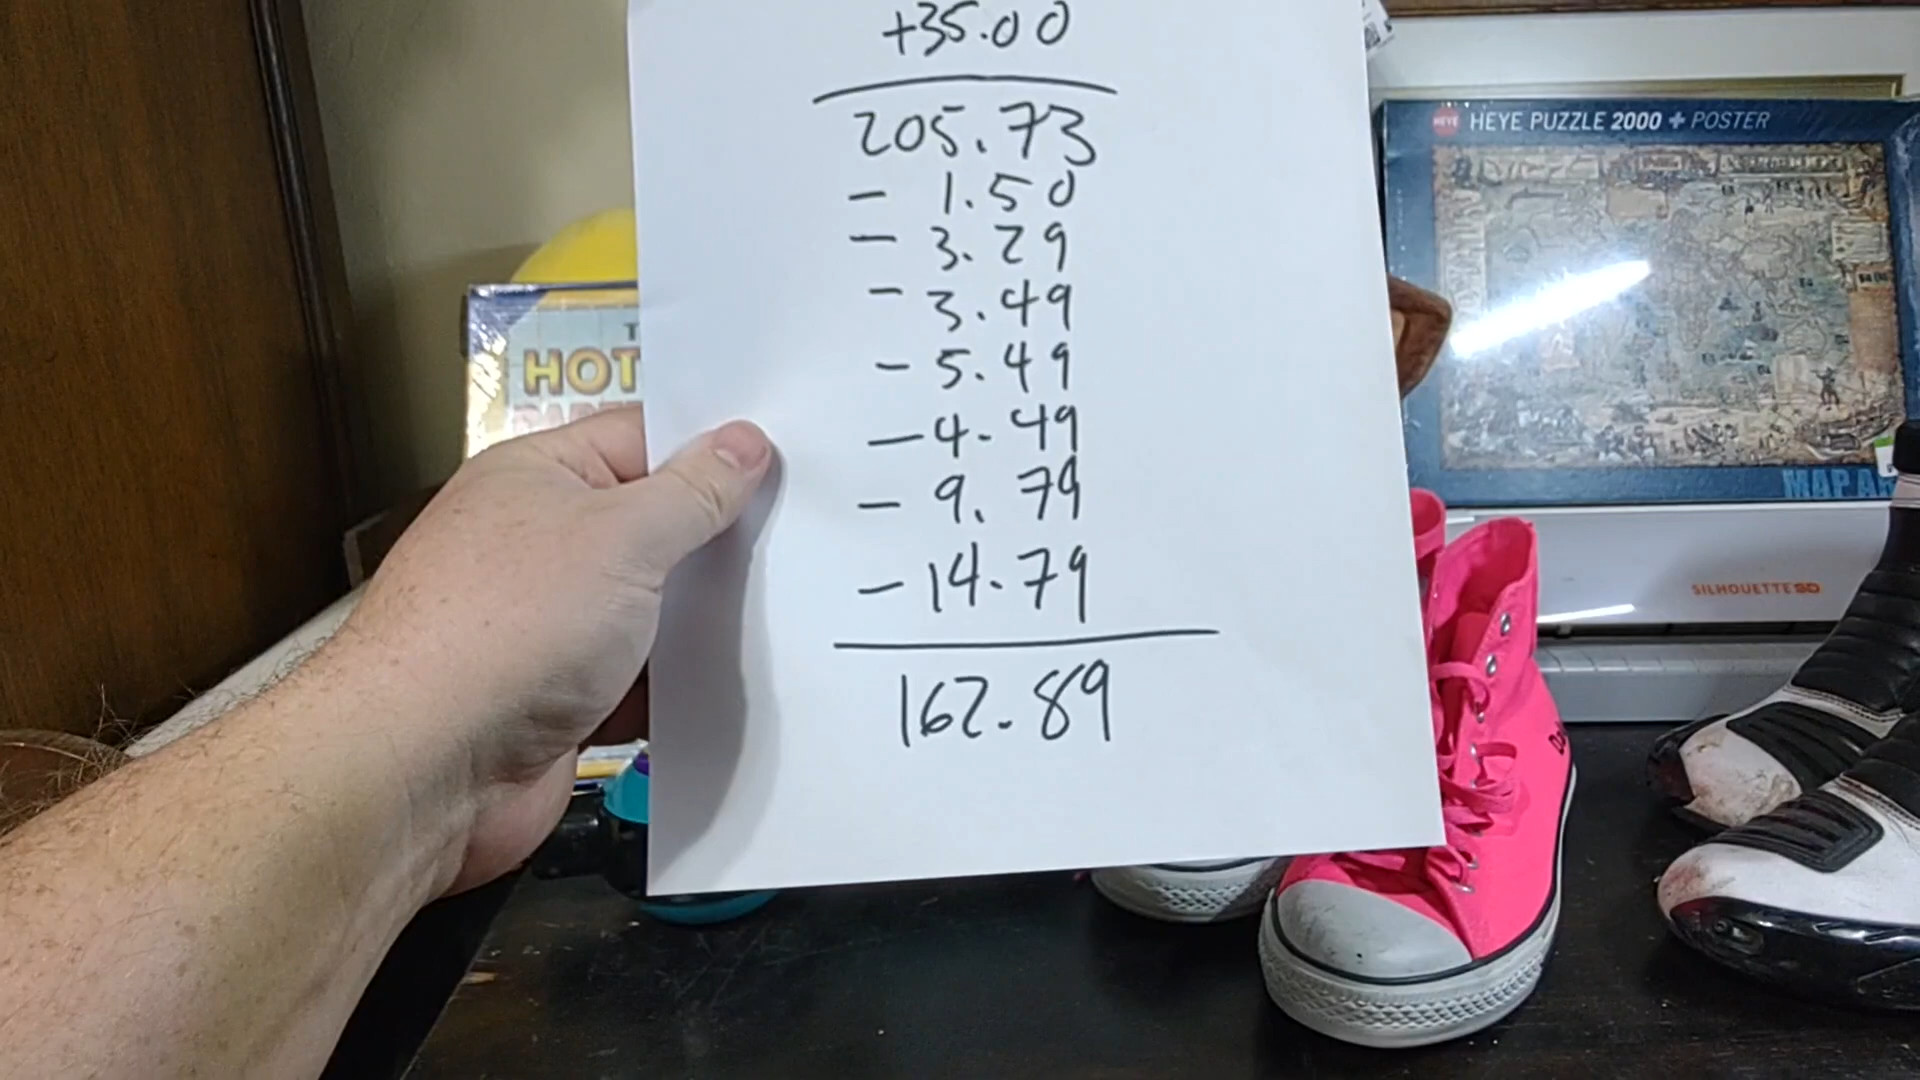 +35.00
205.73
- 1.50
- 3.29
- 3.49
- 5.49
- 4.49
- 9.79
- 14.79
162.89
HEYE
HEYE PUZZLE 2000 + POSTER
HOT
SILHOUETTE SD